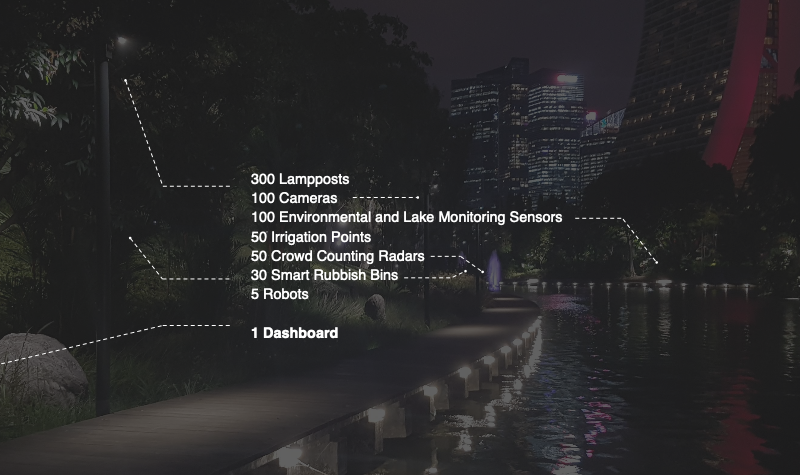 300 Lampposts
100 Cameras
100 Environmental and Lake Monitoring Sensors
50 Irrigation Points
50 Crowd Counting Radars
30 Smart Rubbish Bins
5 Robots
1 Dashboard